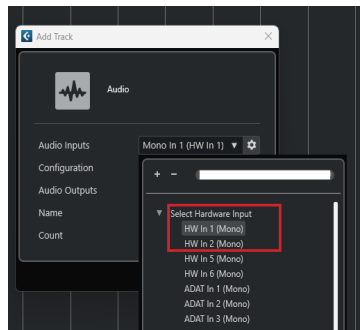 Add Track
Audio
Audio Inputs
Mono In 1 (HW In 1)
Configuration
Audio Outputs
Name
Count
+ -
Select Hardware Input
HW In 1 (Mono)
HW In 2 (Mono)
HW In 5 (Mono)
HW In 6 (Mono)
ADAT In 1 (Mono)
ADAT In 2 (Mono)
ADAT In 3 (Mono)